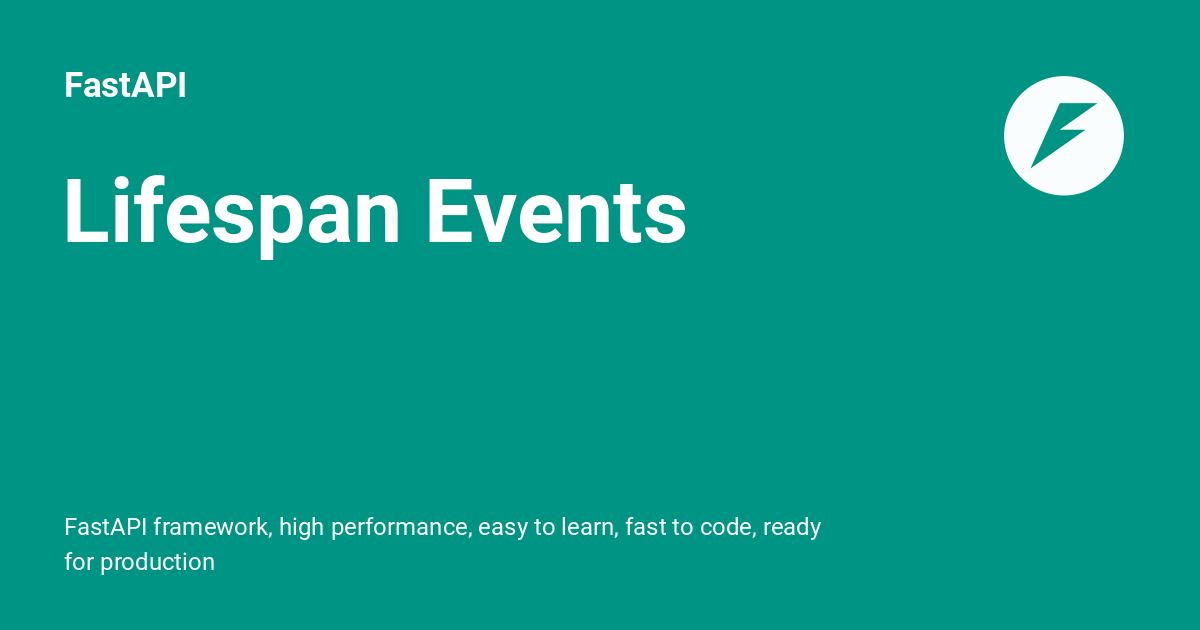 FastAPI
Lifespan Events
FastAPI framework, high performance, easy to learn, fast to code, ready
for production